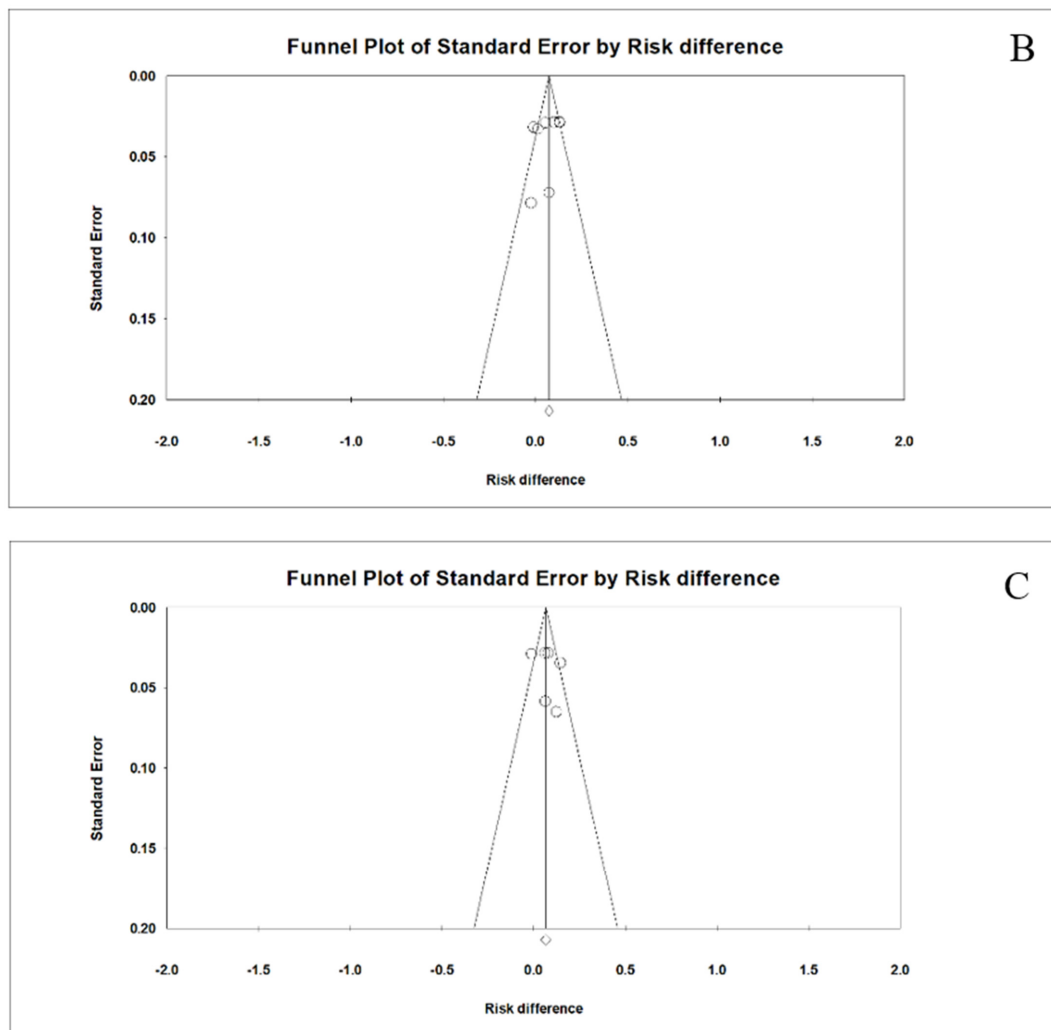 Funnel Plot of Standard Error by Risk difference
B
0.00
0.05
0.10
0.15
0.20
Standard Error
-2.0 -1.5 -1.0 -0.5 0.0 0.5 1.0 1.5 2.0
Risk difference
Funnel Plot of Standard Error by Risk difference
C
0.00
0.05
0.10
0.15
0.20
Standard Error
-2.0 -1.5 -1.0 -0.5 0.0 0.5 1.0 1.5 2.0
Risk difference